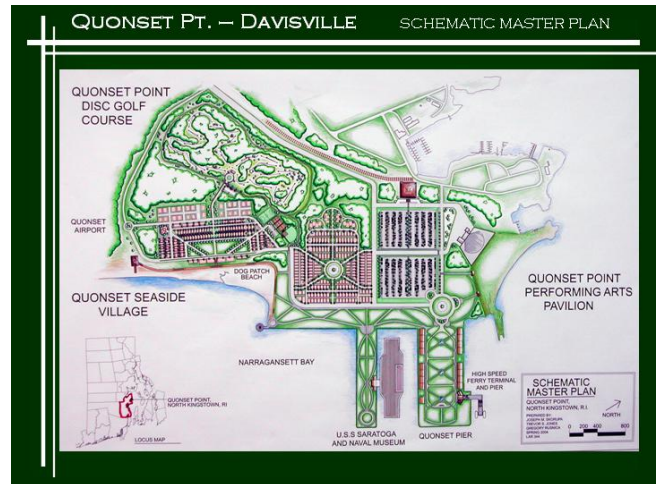 QUONSET PT. – DAVISVILLE
SCHEMATIC MASTER PLAN
QUONSET POINT
DISC GOLF
COURSE
QUONSET
AIRPORT
DOG PATCH
BEACH
QUONSET SEASIDE
VILLAGE
QUONSET POINT
PERFORMING ARTS
PAVILION
NARRAGANSETT BAY
HIGH SPEED
FERRY TERMINAL
AND PIER
QUONSET POINT,
NORTH KINGSTOWN, RI
LOCUS MAP
U.S.S SARATOGA
AND NAVAL MUSEUM
QUONSET PIER
SCHEMATIC
MASTER PLAN
QUONSET POINT,
NORTH KINGSTOWN, R.I.
PREPARED BY:
NORTH
0 200 400 800